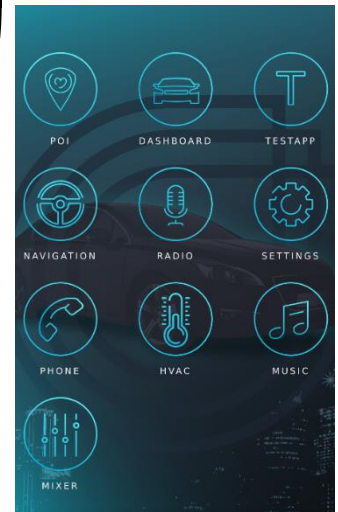 POI
DASHBOARD
TESTAPP
NAVIGATION
RADIO
SETTINGS
PHONE
HVAC
MUSIC
MIXER